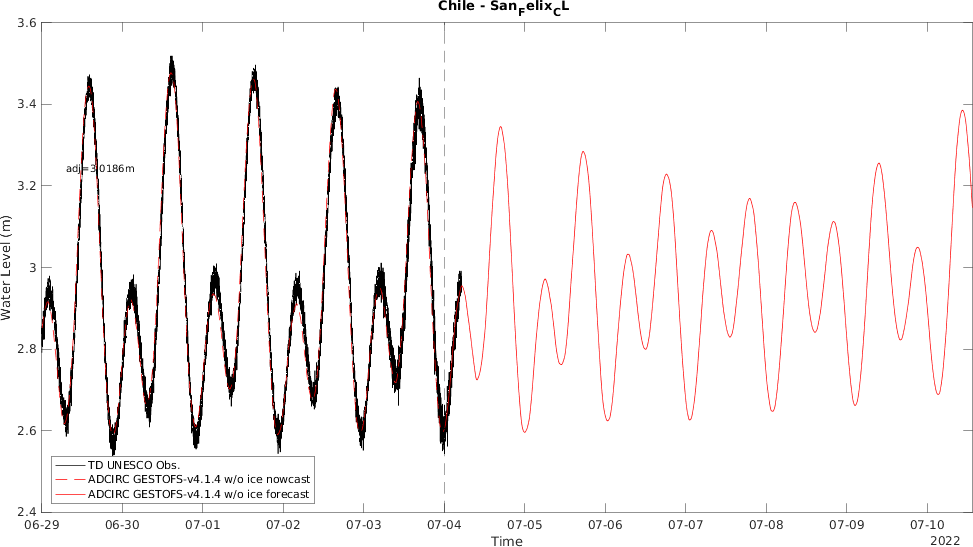 Chile - SanFelixCL
3.6
3.4
3.2
3
2.8
2.6
2.4
Water Level (m)
adj=3.0186m
TD UNESCO Obs.
ADCIRC GESTOFS-v4.1.4 w/o ice nowcast
ADCIRC GESTOFS-v4.1.4 w/o ice forecast
06-29 06-30 07-01 07-02 07-03 07-04 07-05 07-06 07-07 07-08 07-09 07-10
Time
2022